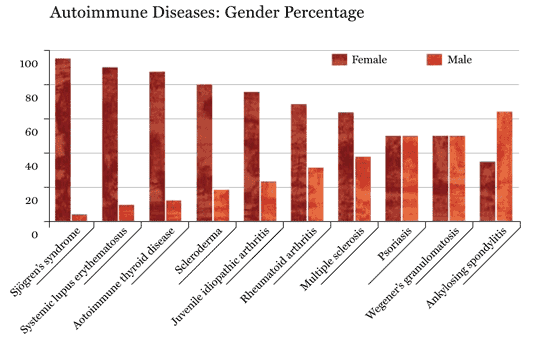 Autoimmune Diseases: Gender Percentage
Female
Male
100
80
60
40
20
0
Sjögren's syndrome
Systemic lupus erythematosus
Aotoimmune thyroid disease
Scleroderma
Juvenile idiopathic arthritis
Rheumatoid arthritis
Multiple sclerosis
Psoriasis
Wegener's granulomatosis
Ankylosing spondylitis